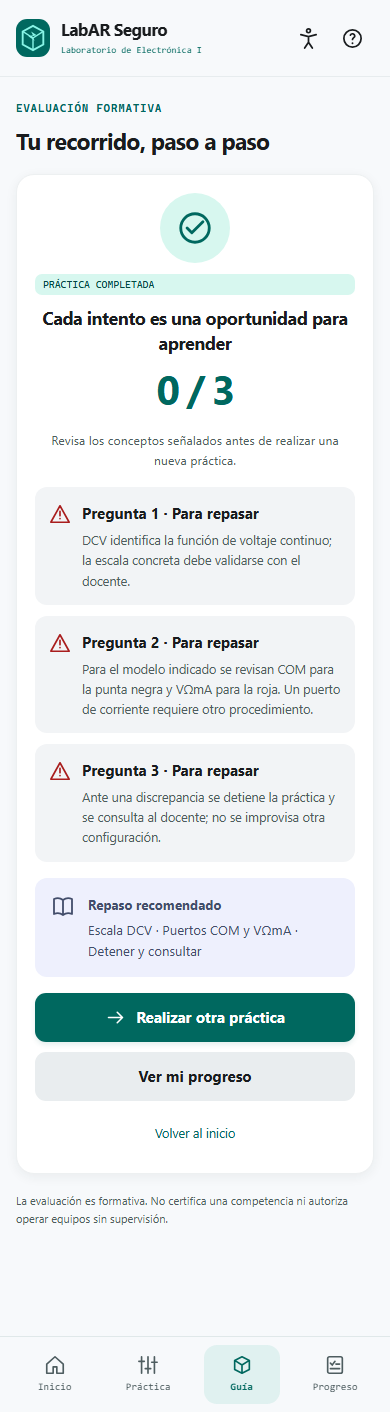 LabAR Seguro
Laboratorio de Electrónica I
EVALUACIÓN FORMATIVA
Tu recorrido, paso a paso
PRÁCTICA COMPLETADA
Cada intento es una oportunidad para
aprender
0 / 3
Revisa los conceptos señalados antes de realizar una
nueva práctica.
Pregunta 1 · Para repasar
DCV identifica la función de voltaje continuo;
la escala concreta debe validarse con el
docente.
Pregunta 2 · Para repasar
Para el modelo indicado se revisan COM para
la punta negra y VΩmA para la roja. Un puerto
de corriente requiere otro procedimiento.
Pregunta 3 · Para repasar
Ante una discrepancia se detiene la práctica y
se consulta al docente; no se improvisa otra
configuración.
Repaso recomendado
Escala DCV · Puertos COM y VΩmA ·
Detener y consultar
Realizar otra práctica
Ver mi progreso
Volver al inicio
La evaluación es formativa. No certifica una competencia ni autoriza
operar equipos sin supervisión.
Inicio
Práctica
Guía
Progreso